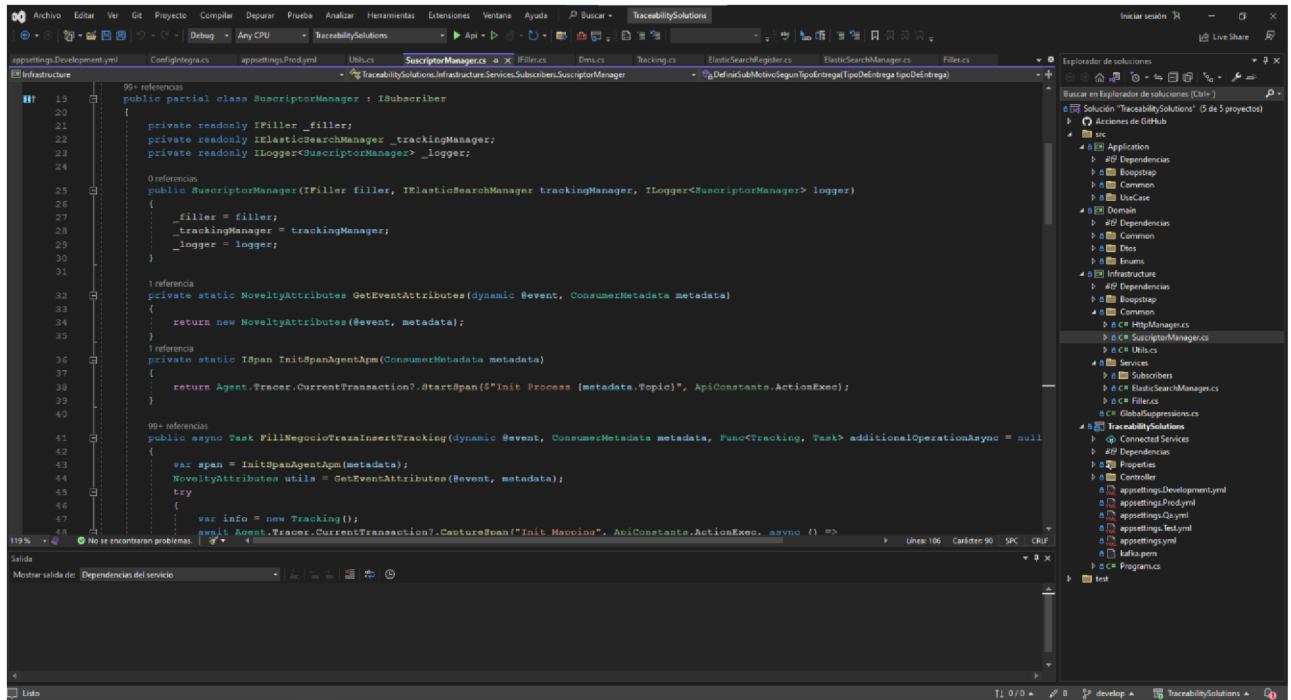 Archivo Editar Ver Git Proyecto Compilar Depurar Prueba Analizar Herramientas Extensiones Ventana Ayuda Buscar TraceabilitySolutions Iniciar sesión
Debug Any CPU TraceabilitySolutions Api Live Share
appsettings.Development.yml ConfigIntegra.cs appsettings.Prod.yml Utils.cs SuscriptorManager.cs IFiller.cs Dms.cs Tracking.cs ElasticSearchRegister.cs ElasticSearchManager.cs Filler.cs
Infrastructure TraceabilitySolutions.Infrastructure.Services.Subscribers.SuscriptorManager DefinirSubMotivoSegunTipoEntrega(TipoDeEntrega tipoDeEntrega)
99+ referencias
19 public partial class SuscriptorManager : ISubscriber
20 {
21 private readonly IFiller _filler;
22 private readonly IElasticSearchManager _trackingManager;
23 private readonly ILogger<SuscriptorManager> _logger;
24
0 referencias
25 public SuscriptorManager(IFiller filler, IElasticSearchManager trackingManager, ILogger<SuscriptorManager> logger)
26 {
27 _filler = filler;
28 _trackingManager = trackingManager;
29 _logger = logger;
30 }
31
1 referencia
32 private static NoveltyAttributes GetEventAttributes(dynamic @event, ConsumerMetadata metadata)
33 {
34 return new NoveltyAttributes(@event, metadata);
35 }
1 referencia
36 private static ISpan InitSpanAgentApm(ConsumerMetadata metadata)
37 {
38 return Agent.Tracer.CurrentTransaction?.StartSpan($"Init Process {metadata.Topic}", ApiConstants.ActionExec);
39 }
40
99+ referencias
41 public async Task FillNegocioTrazaInsertTracking(dynamic @event, ConsumerMetadata metadata, Func<Tracking, Task> additionalOperationAsync = null
42 {
43 var span = InitSpanAgentApm(metadata);
44 NoveltyAttributes utils = GetEventAttributes(@event, metadata);
45 try
46 {
47 var info = new Tracking();
48 await Agent.Tracer.CurrentTransaction?.CaptureSpan("Init Mapping", ApiConstants.ActionExec, async () =>
119 % No se encontraron problemas. Línea: 106 Carácter: 90 SPC CRLF
Salida
Mostrar salida de: Dependencias del servicio
Explorador de soluciones
Buscar en Explorador de soluciones (Ctrl+')
Solución "TraceabilitySolutions" (5 de 5 proyectos)
Acciones de GitHub
src
Application
Dependencias
Boopstrap
Common
UseCase
Domain
Dependencias
Common
Dtos
Enums
Infrastructure
Dependencias
Boopstrap
Common
C# HttpManager.cs
C# SuscriptorManager.cs
C# Utils.cs
Services
Subscribers
C# ElasticSearchManager.cs
C# Filler.cs
C# GlobalSuppressions.cs
TraceabilitySolutions
Connected Services
Dependencias
Properties
Controller
appsettings.Development.yml
appsettings.Prod.yml
appsettings.Qa.yml
appsettings.Test.yml
appsettings.yml
kafka.pem
C# Program.cs
test
Listo 0 / 0 0 develop TraceabilitySolutions